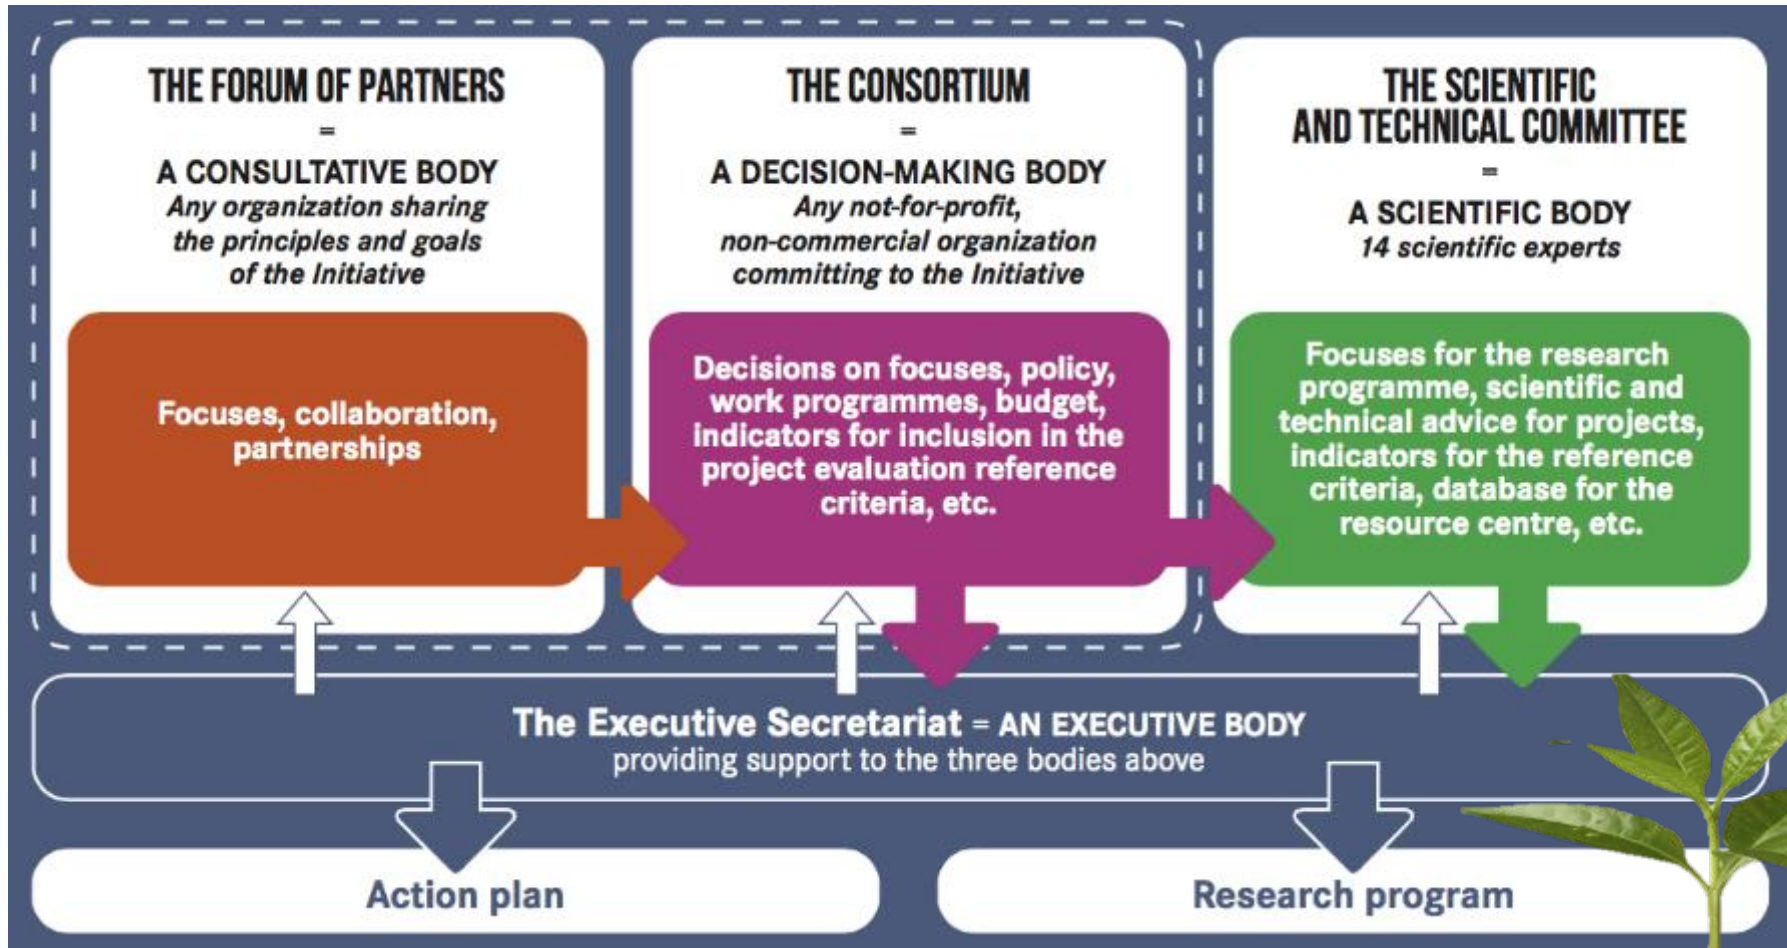 THE FORUM OF PARTNERS
=
A CONSULTATIVE BODY
Any organization sharing
the principles and goals
of the Initiative
Focuses, collaboration,
partnerships
THE CONSORTIUM
=
A DECISION-MAKING BODY
Any not-for-profit,
non-commercial organization
committing to the Initiative
Decisions on focuses, policy,
work programmes, budget,
indicators for inclusion in the
project evaluation reference
criteria, etc.
THE SCIENTIFIC
AND TECHNICAL COMMITTEE
=
A SCIENTIFIC BODY
14 scientific experts
Focuses for the research
programme, scientific and
technical advice for projects,
indicators for the reference
criteria, database for the
resource centre, etc.
The Executive Secretariat = AN EXECUTIVE BODY
providing support to the three bodies above
Action plan
Research program